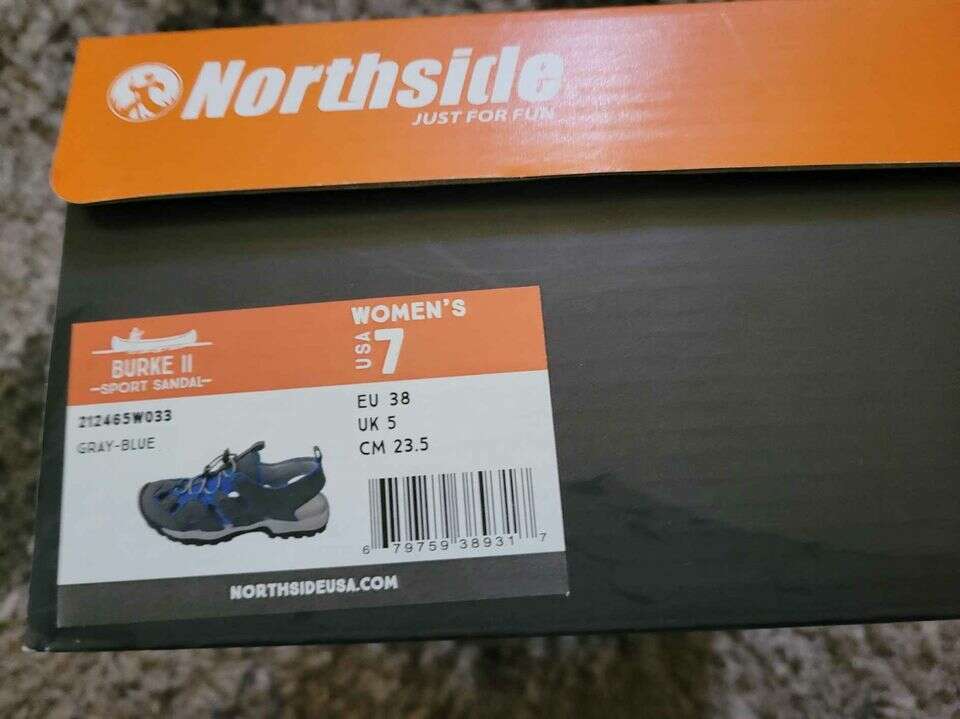 Northside
JUST FOR FUN
WOMEN'S
USA 7
BURKE II
SPORT SANDAL
212465W033
GRAY-BLUE
EU 38
UK 5
CM 23.5
6 79759 38931 7
NORTHSIDEUSA.COM